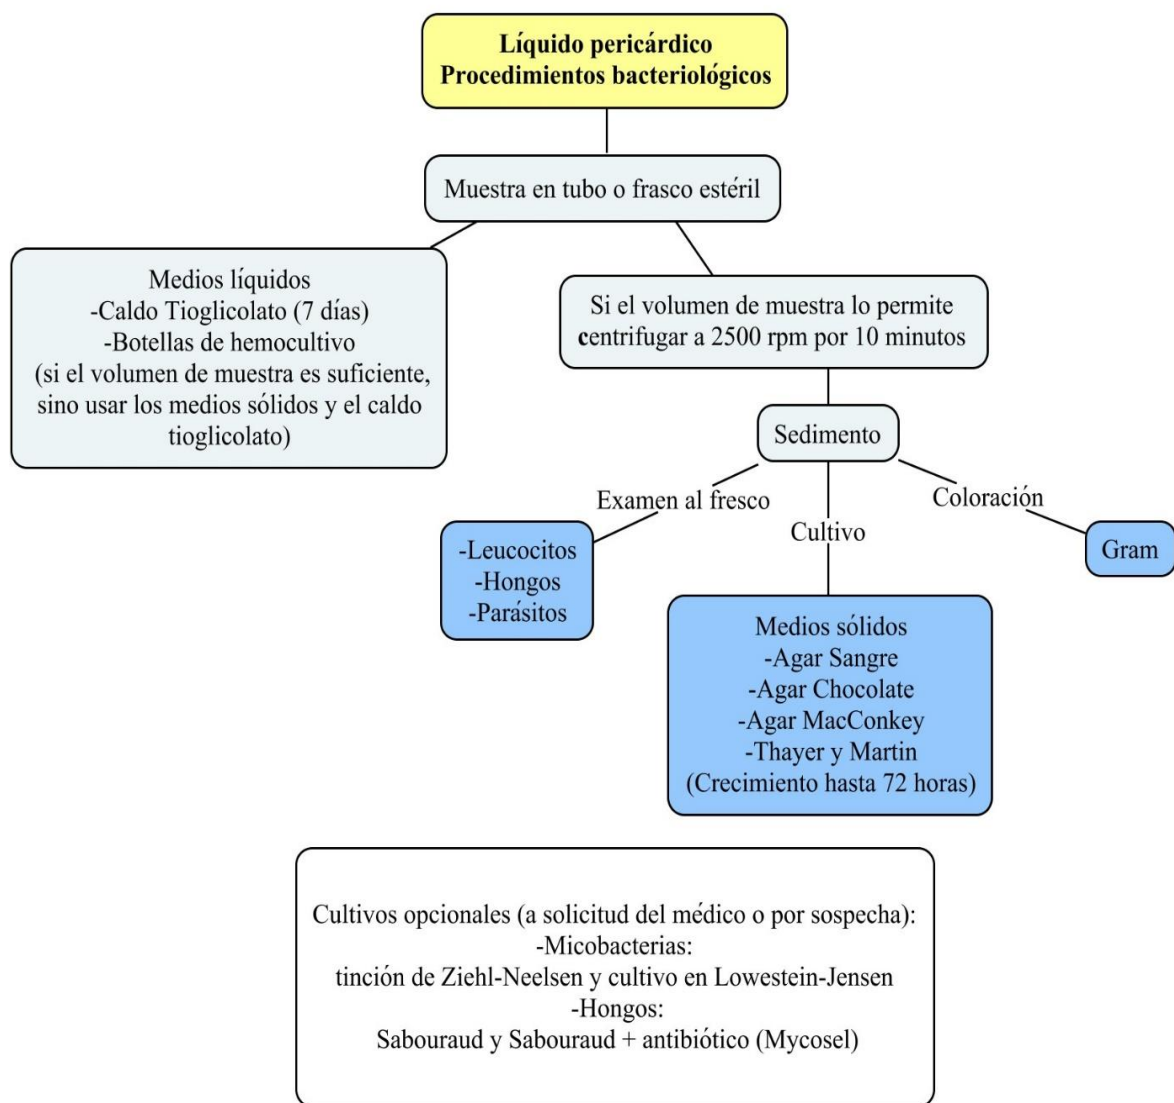 Líquido pericárdico
Procedimientos bacteriológicos
Muestra en tubo o frasco estéril
Medios líquidos
-Caldo Tioglicolato (7 días)
-Botellas de hemocultivo
(si el volumen de muestra es suficiente,
sino usar los medios sólidos y el caldo
tioglicolato)
Si el volumen de muestra lo permite
centrifugar a 2500 rpm por 10 minutos
Sedimento
Examen al fresco
Cultivo
Coloración
-Leucocitos
-Hongos
-Parásitos
Gram
Medios sólidos
-Agar Sangre
-Agar Chocolate
-Agar MacConkey
-Thayer y Martin
(Crecimiento hasta 72 horas)
Cultivos opcionales (a solicitud del médico o por sospecha):
-Micobacterias:
tinción de Ziehl-Neelsen y cultivo en Lowestein-Jensen
-Hongos:
Sabouraud y Sabouraud + antibiótico (Mycosel)